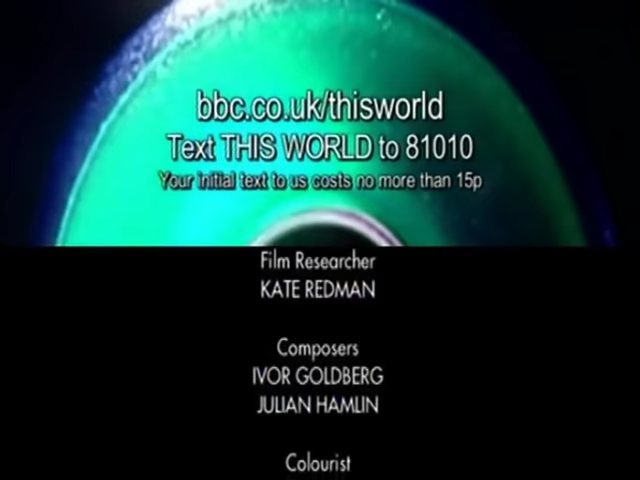 bbc.co.uk/thisworld
Text THIS WORLD to 81010
Your initial text to us costs no more than 15p
Film Researcher
KATE REDMAN
Composers
IVOR GOLDBERG
JULIAN HAMLIN
Colourist